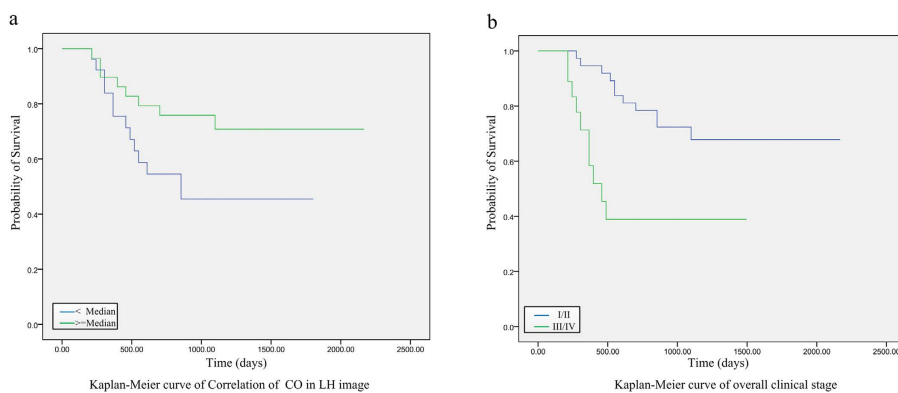 a
1.0
0.8
0.6
0.4
0.2
0.0
Probability of Survival
< Median
>=Median
0.00 500.00 1000.00 1500.00 2000.00 2500.00
Time (days)
Kaplan-Meier curve of Correlation of CO in LH image
b
1.0
0.8
0.6
0.4
0.2
0.0
Probability of Survival
I/II
III/IV
0.00 500.00 1000.00 1500.00 2000.00 2500.0
Time (days)
Kaplan-Meier curve of overall clinical stage